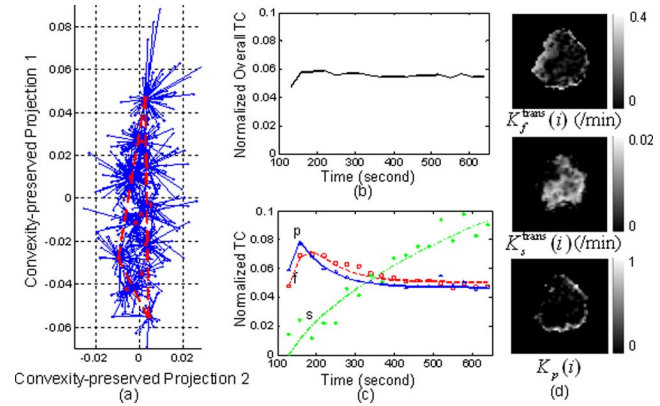 Convexity-preserved Projection 1
0.08
0.06
0.04
0.02
0
-0.02
-0.04
-0.06
-0.02 0 0.02
Convexity-preserved Projection 2
(a)
Normalized Overall TC
0.1
0.08
0.06
0.04
0.02
0
100 200 300 400 500 600
Time (second)
(b)
Normalized TC
0.1
0.08
0.06
0.04
0.02
0
p
f
s
100 200 300 400 500 600
Time (second)
(c)
0.4
0
K_f^trans (i) (/min)
0.02
0
K_s^trans (i) (/min)
1
0
K_p (i)
(d)